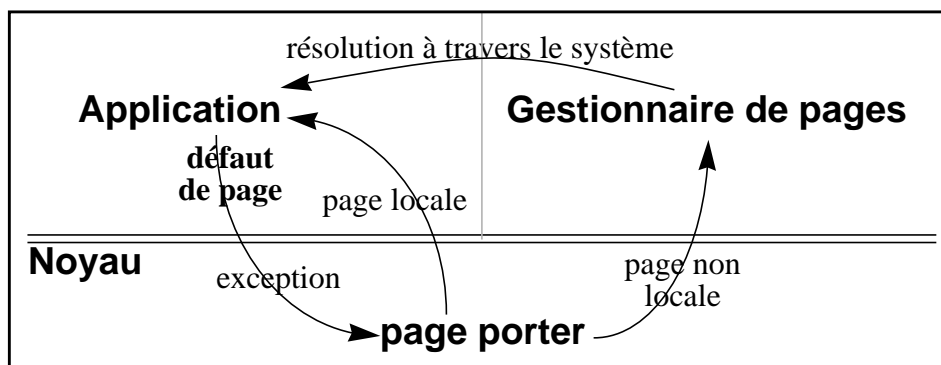 résolution à travers le système
Application
Gestionnaire de pages
défaut
de page
page locale
Noyau
exception
page non
locale
page porter